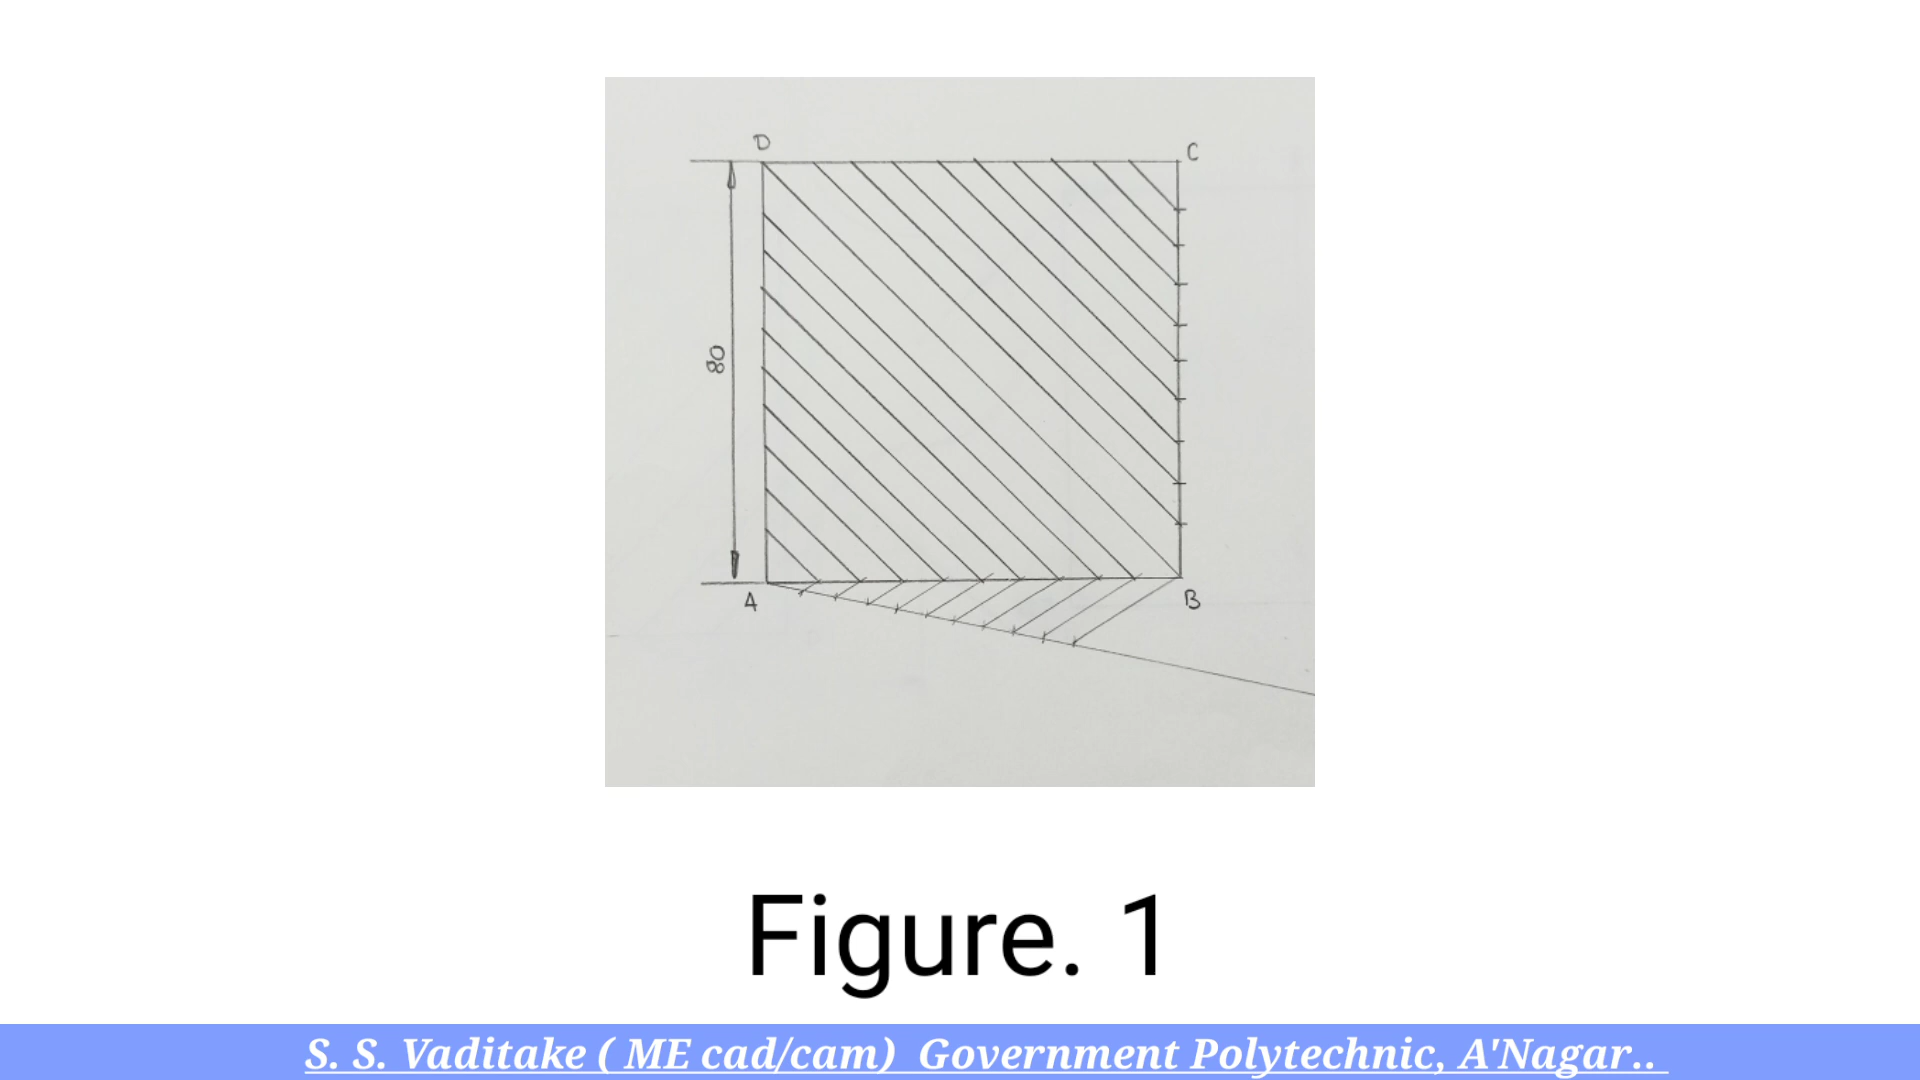 D
C
80
A
B
Figure. 1
S. S. Vaditake ( ME cad/cam)  Government Polytechnic, A'Nagar..